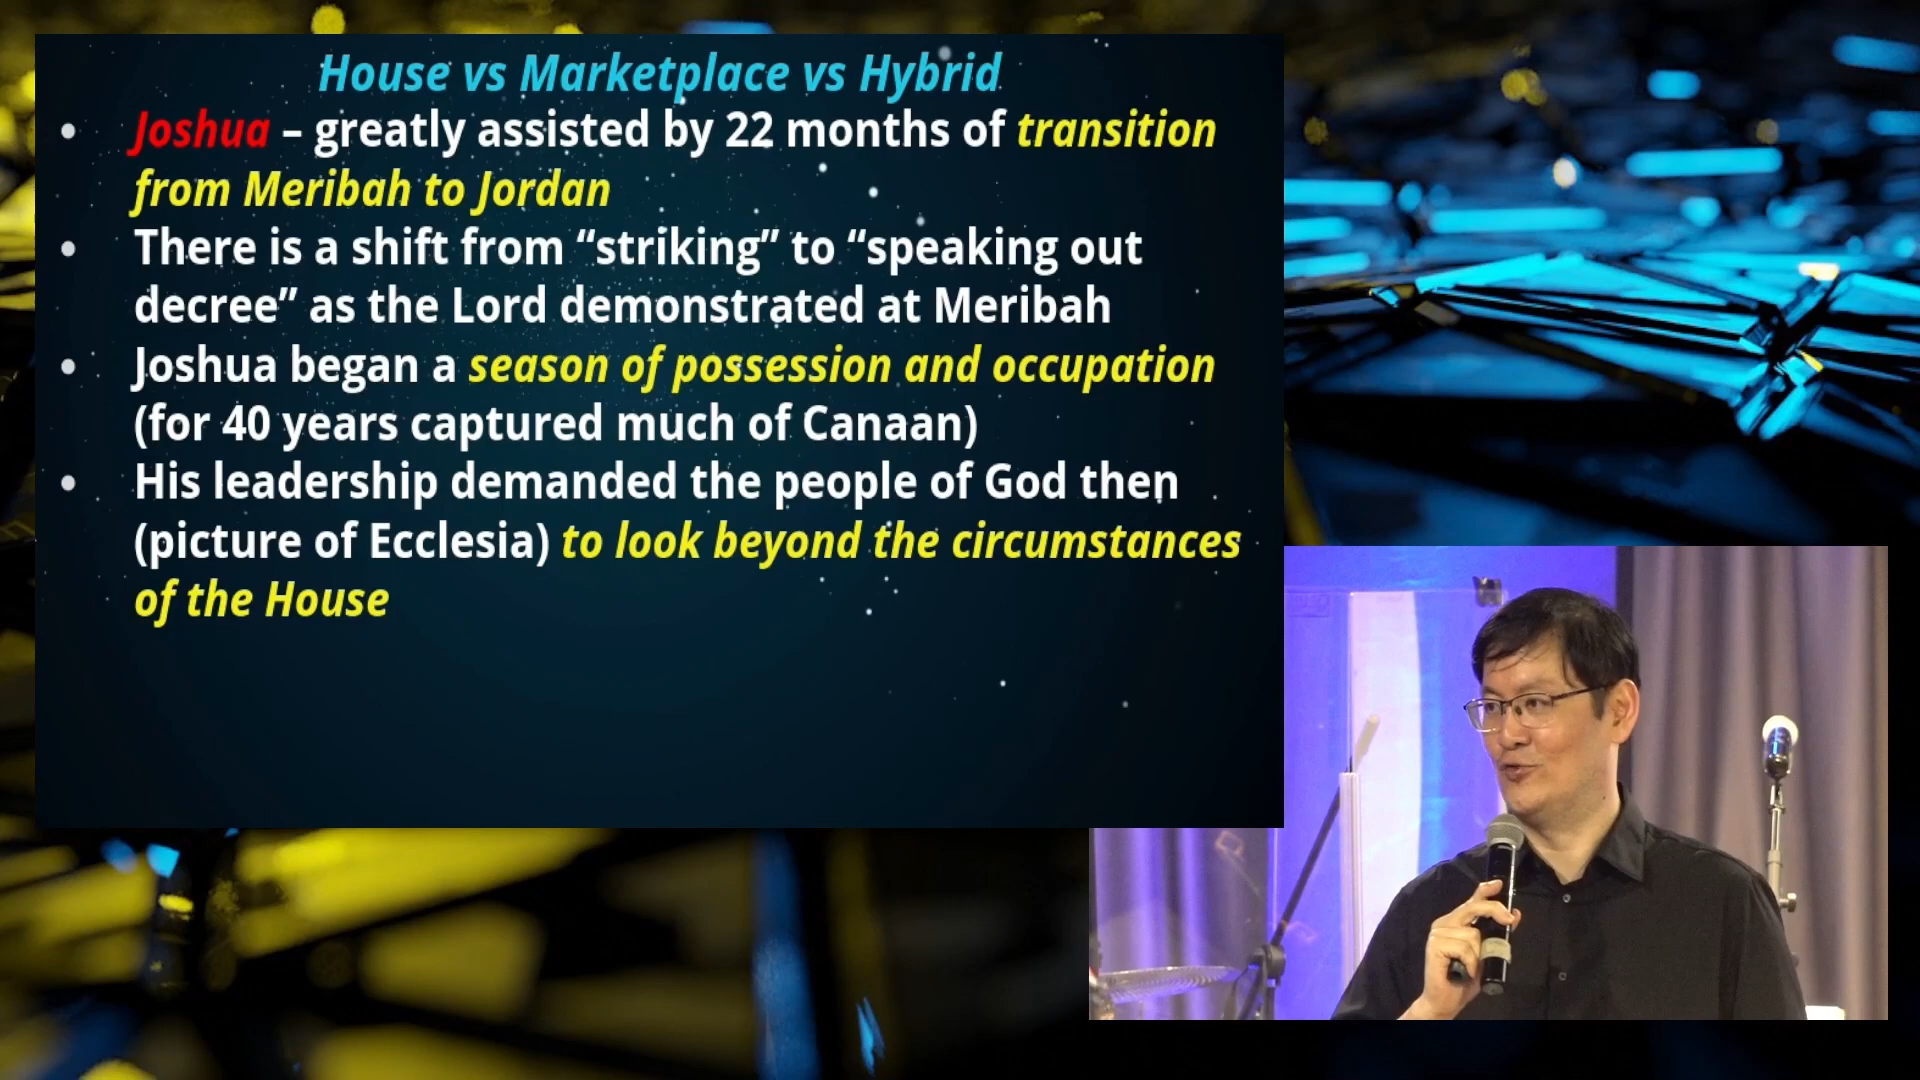 House vs Marketplace vs Hybrid
• Joshua – greatly assisted by 22 months of transition
from Meribah to Jordan
• There is a shift from “striking” to “speaking out
decree” as the Lord demonstrated at Meribah
• Joshua began a season of possession and occupation
(for 40 years captured much of Canaan)
• His leadership demanded the people of God then
(picture of Ecclesia) to look beyond the circumstances
of the House